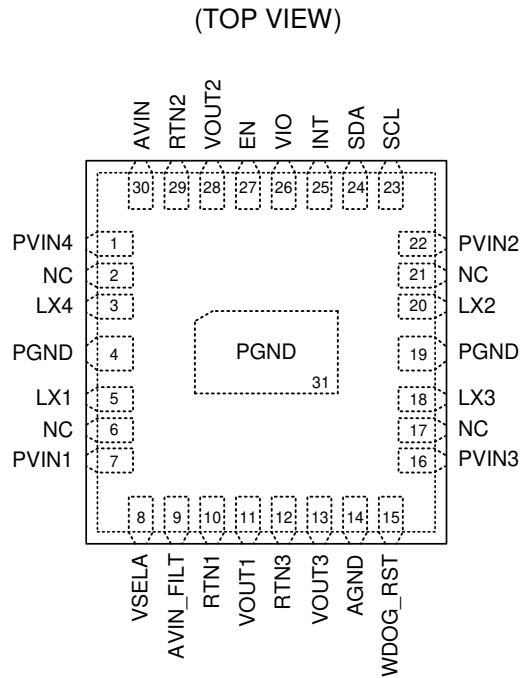 (TOP VIEW)
AVIN
RTN2
VOUT2
EN
VIO
INT
SDA
SCL
30
29
28
27
26
25
24
23
PVIN4 1
22 PVIN2
NC 2
21 NC
LX4 3
20 LX2
PGND 4
PGND
31
19 PGND
LX1 5
18 LX3
NC 6
17 NC
PVIN1 7
16 PVIN3
8
9
10
11
12
13
14
15
VSELA
AVIN_FILT
RTN1
VOUT1
RTN3
VOUT3
AGND
WDOG_RST